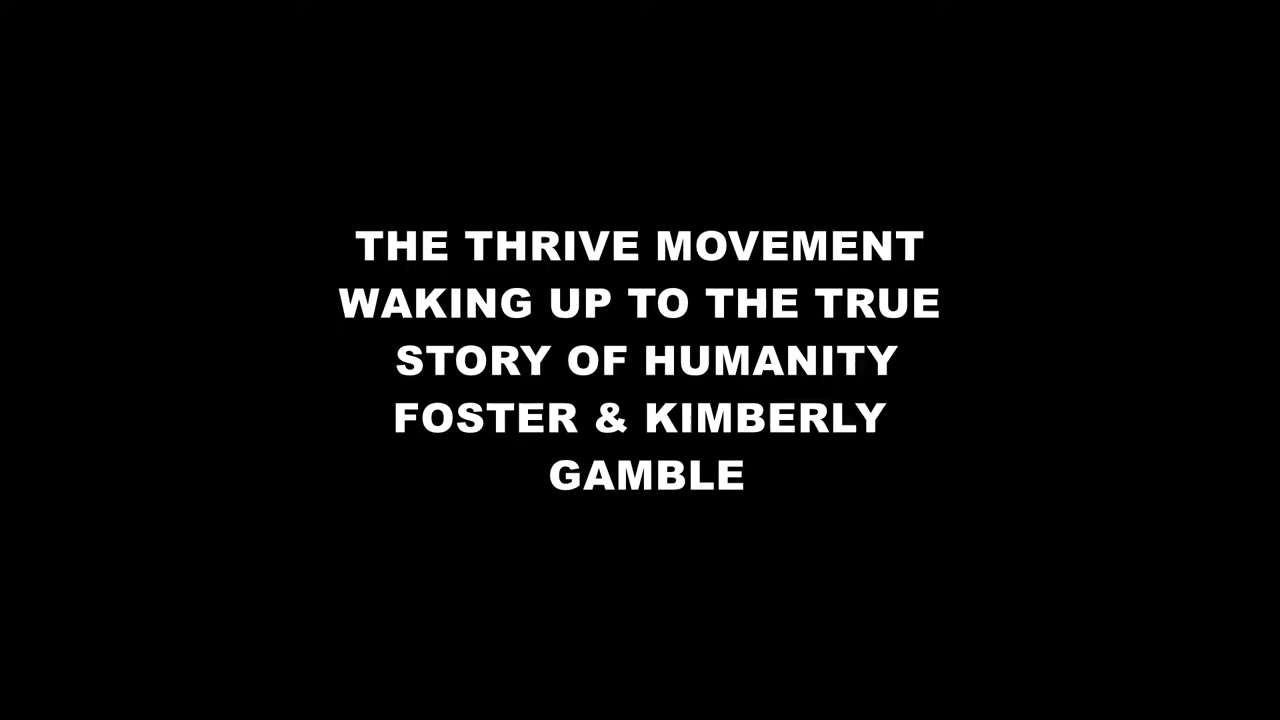 THE THRIVE MOVEMENT
WAKING UP TO THE TRUE
STORY OF HUMANITY
FOSTER & KIMBERLY
GAMBLE